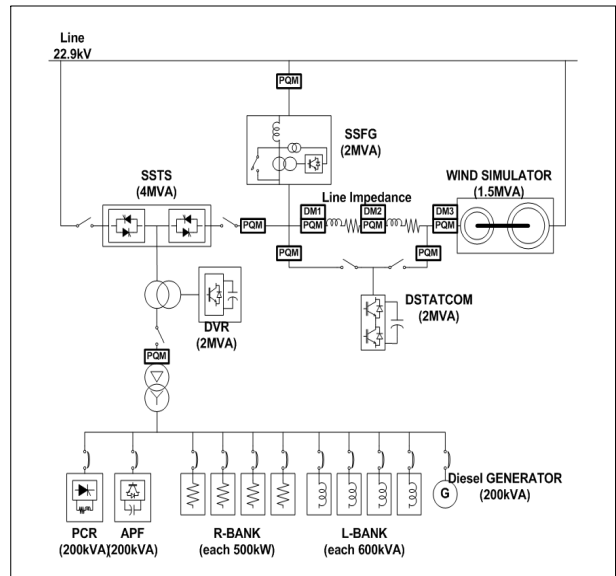 Line
22.9kV
PQM
SSFG
(2MVA)
SSTS
(4MVA)
WIND SIMULATOR
(1.5MVA)
Line Impedance
DM1
DM2
DM3
PQM
PQM
PQM
PQM
PQM
PQM
DVR
(2MVA)
DSTATCOM
(2MVA)
PQM
Diesel GENERATOR
(200kVA)
G
PCR
(200kVA)
APF
(200kVA)
R-BANK
(each 500kW)
L-BANK
(each 600kVA)